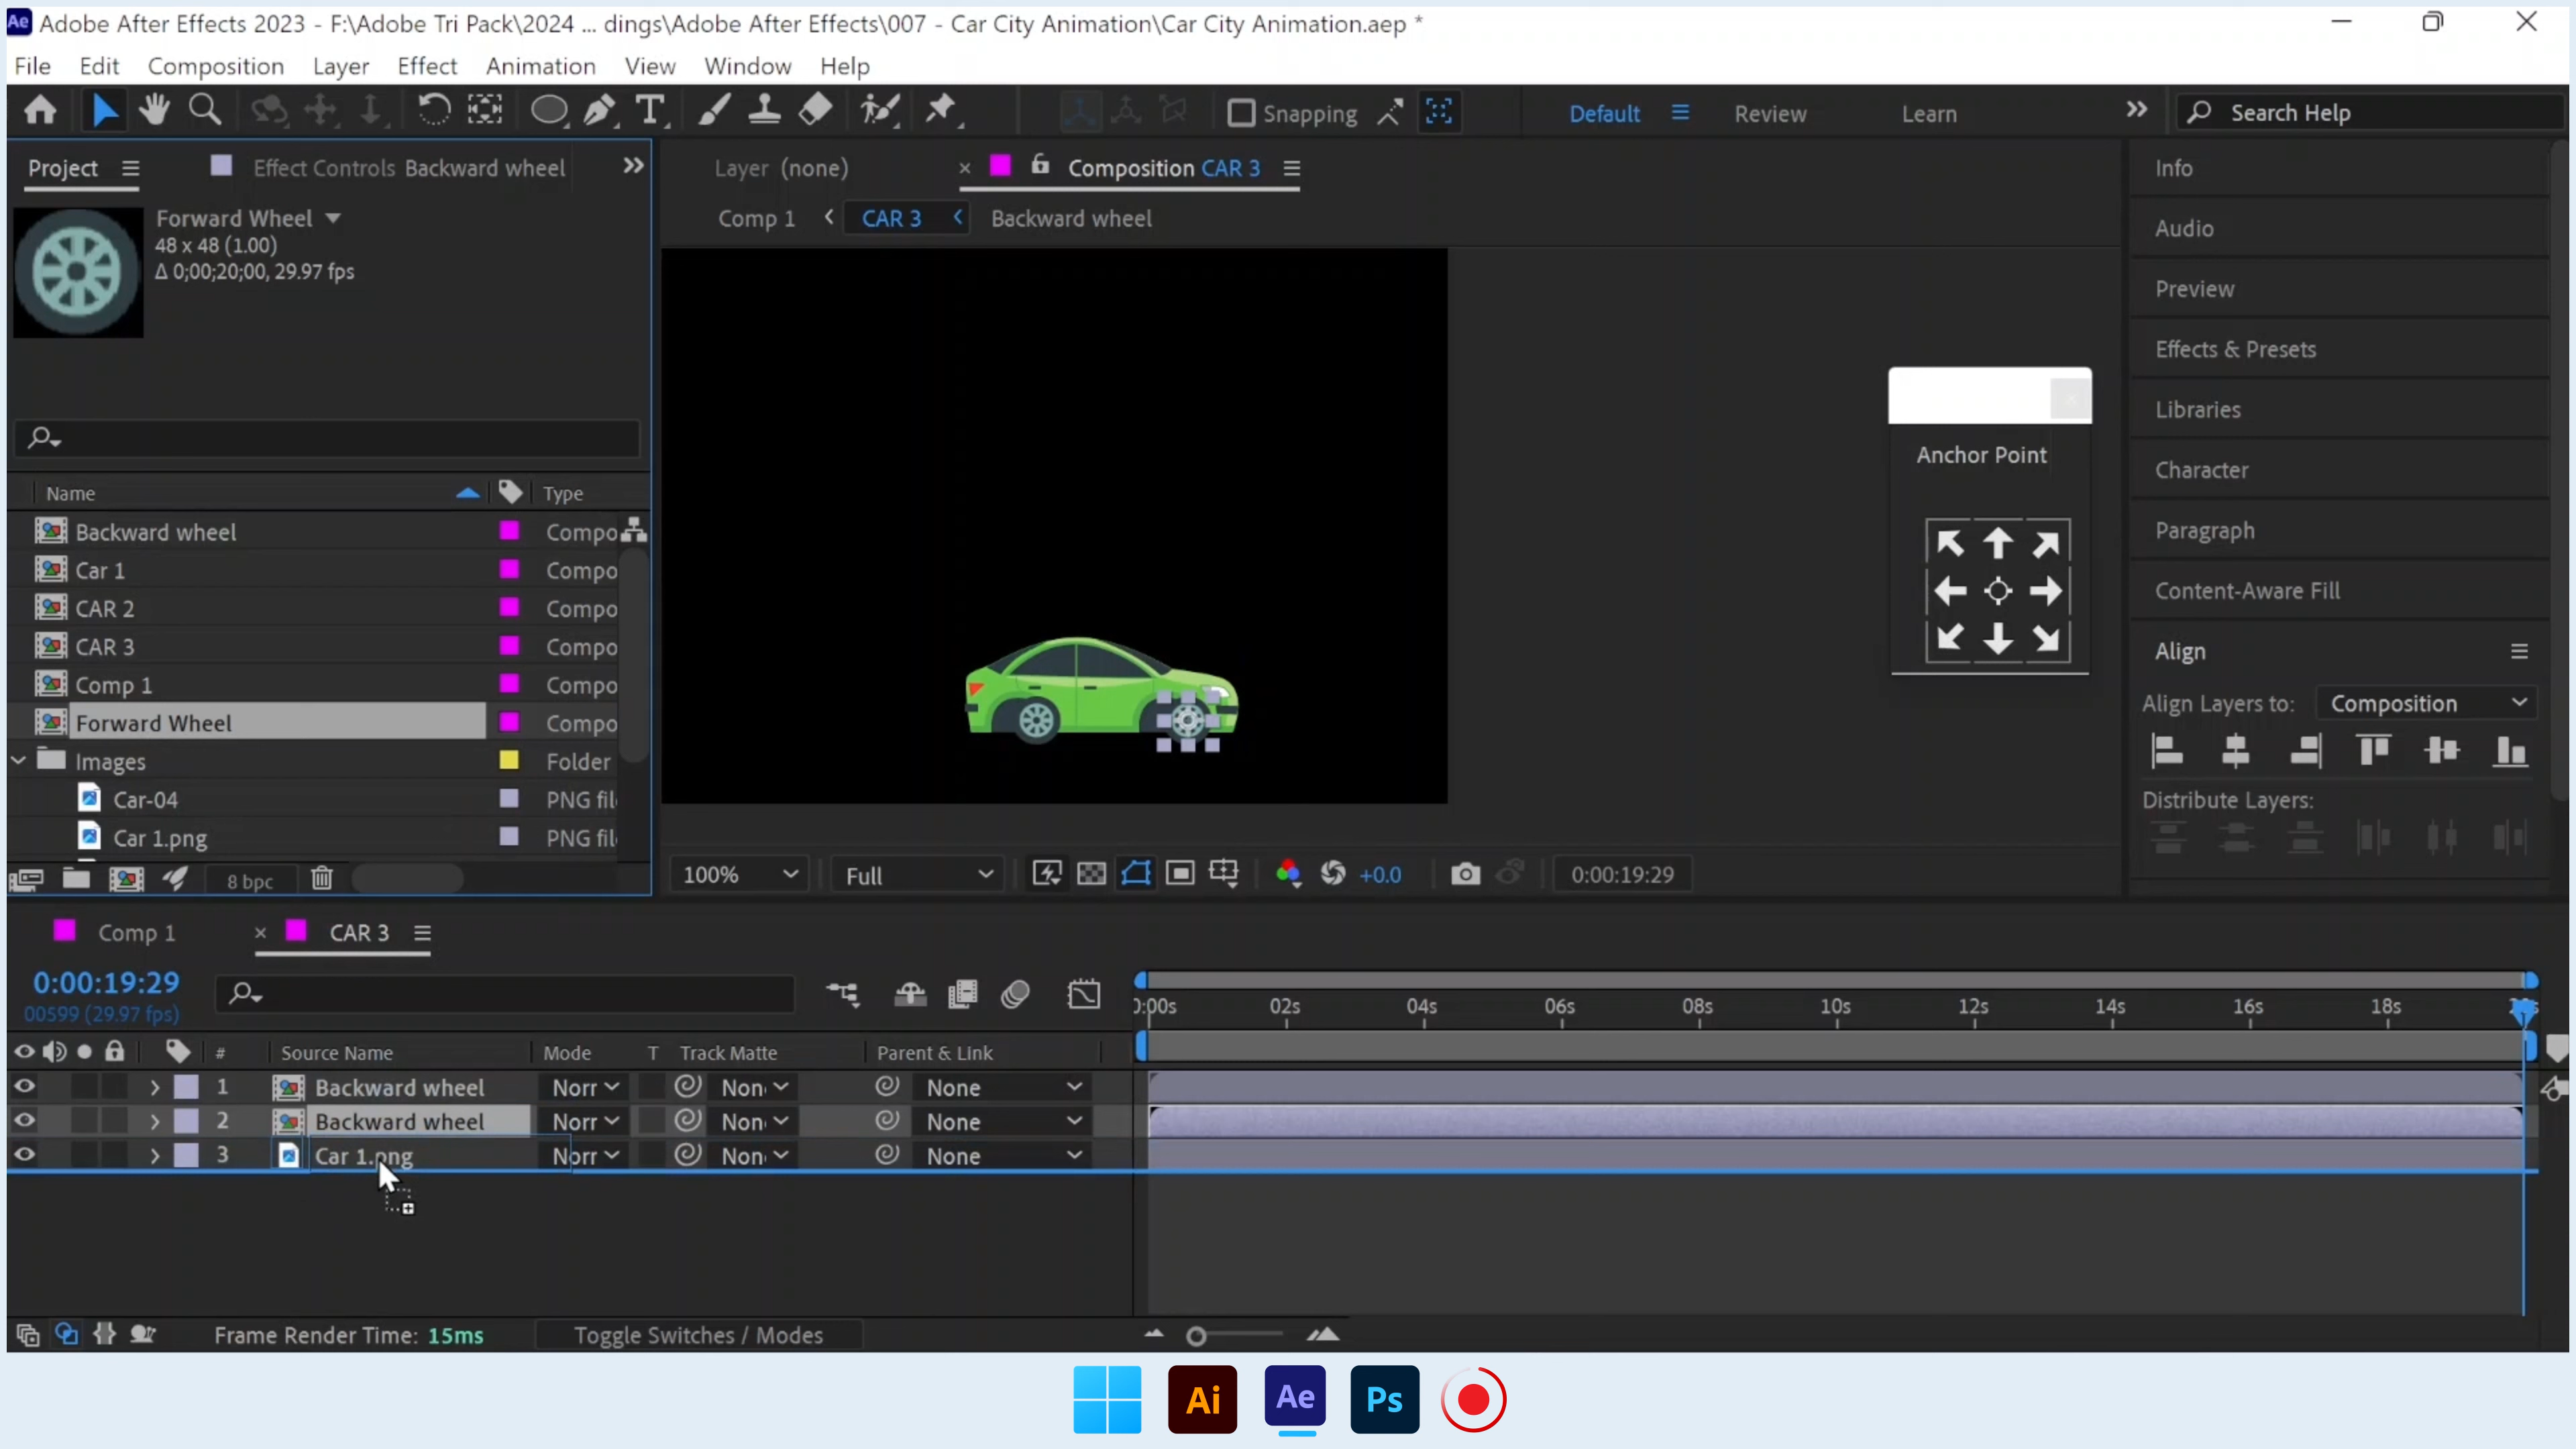 Ae Adobe After Effects 2023 - F:\Adobe Tri Pack\2024 ... dings\Adobe After Effects\007 - Car City Animation\Car City Animation.aep *
File Edit Composition Layer Effect Animation View Window Help
Snapping Default Review Learn Search Help
Project Effect Controls Backward wheel
Layer (none) Composition CAR 3
Comp 1 CAR 3 Backward wheel
Forward Wheel
48 x 48 (1.00)
Δ 0;00;20;00, 29.97 fps
Info
Audio
Preview
Effects & Presets
Libraries
Character
Paragraph
Content-Aware Fill
Anchor Point
Align
Align Layers to: Composition
Distribute Layers:
Name Type
Backward wheel Compo
Car 1 Compo
CAR 2 Compo
CAR 3 Compo
Comp 1 Compo
Forward Wheel Compo
Images Folder
Car-04 PNG fil
Car 1.png PNG fil
8 bpc
100% Full +0.0 0:00:19:29
Comp 1 CAR 3
0:00:19:29
00599 (29.97 fps)
0:00s 02s 04s 06s 08s 10s 12s 14s 16s 18s
# Source Name Mode T Track Matte Parent & Link
1 Backward wheel Norr Non None
2 Backward wheel Norr Non None
3 Car 1.png Norr Non None
Frame Render Time: 15ms Toggle Switches / Modes
Ai Ae Ps